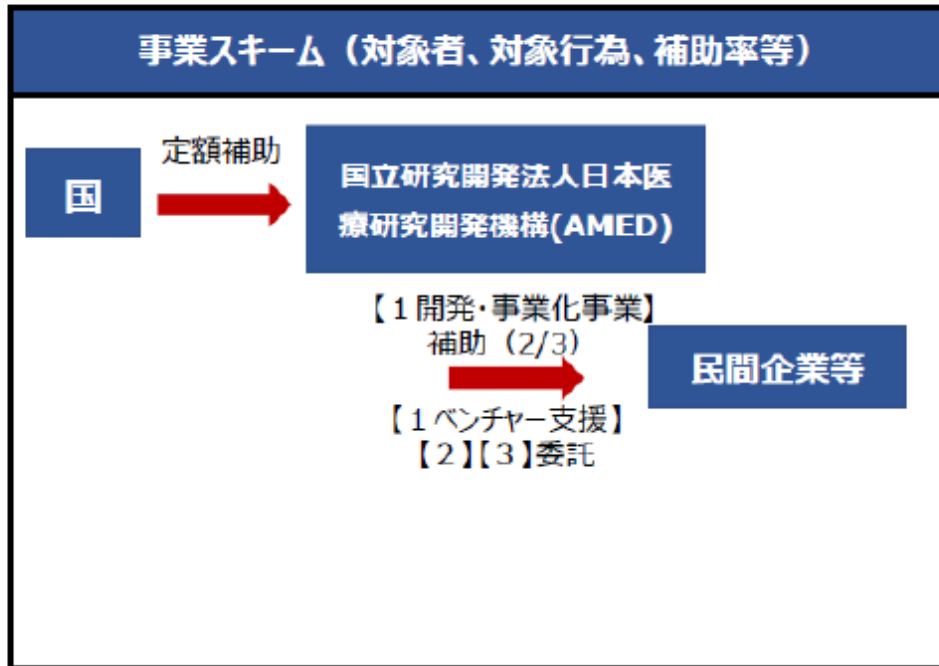 事業スキーム（対象者、対象行為、補助率等）
国
定額補助
国立研究開発法人日本医
療研究開発機構(AMED)
【１開発・事業化事業】
補助（2/3）
民間企業等
【１ベンチャー支援】
【２】【３】委託